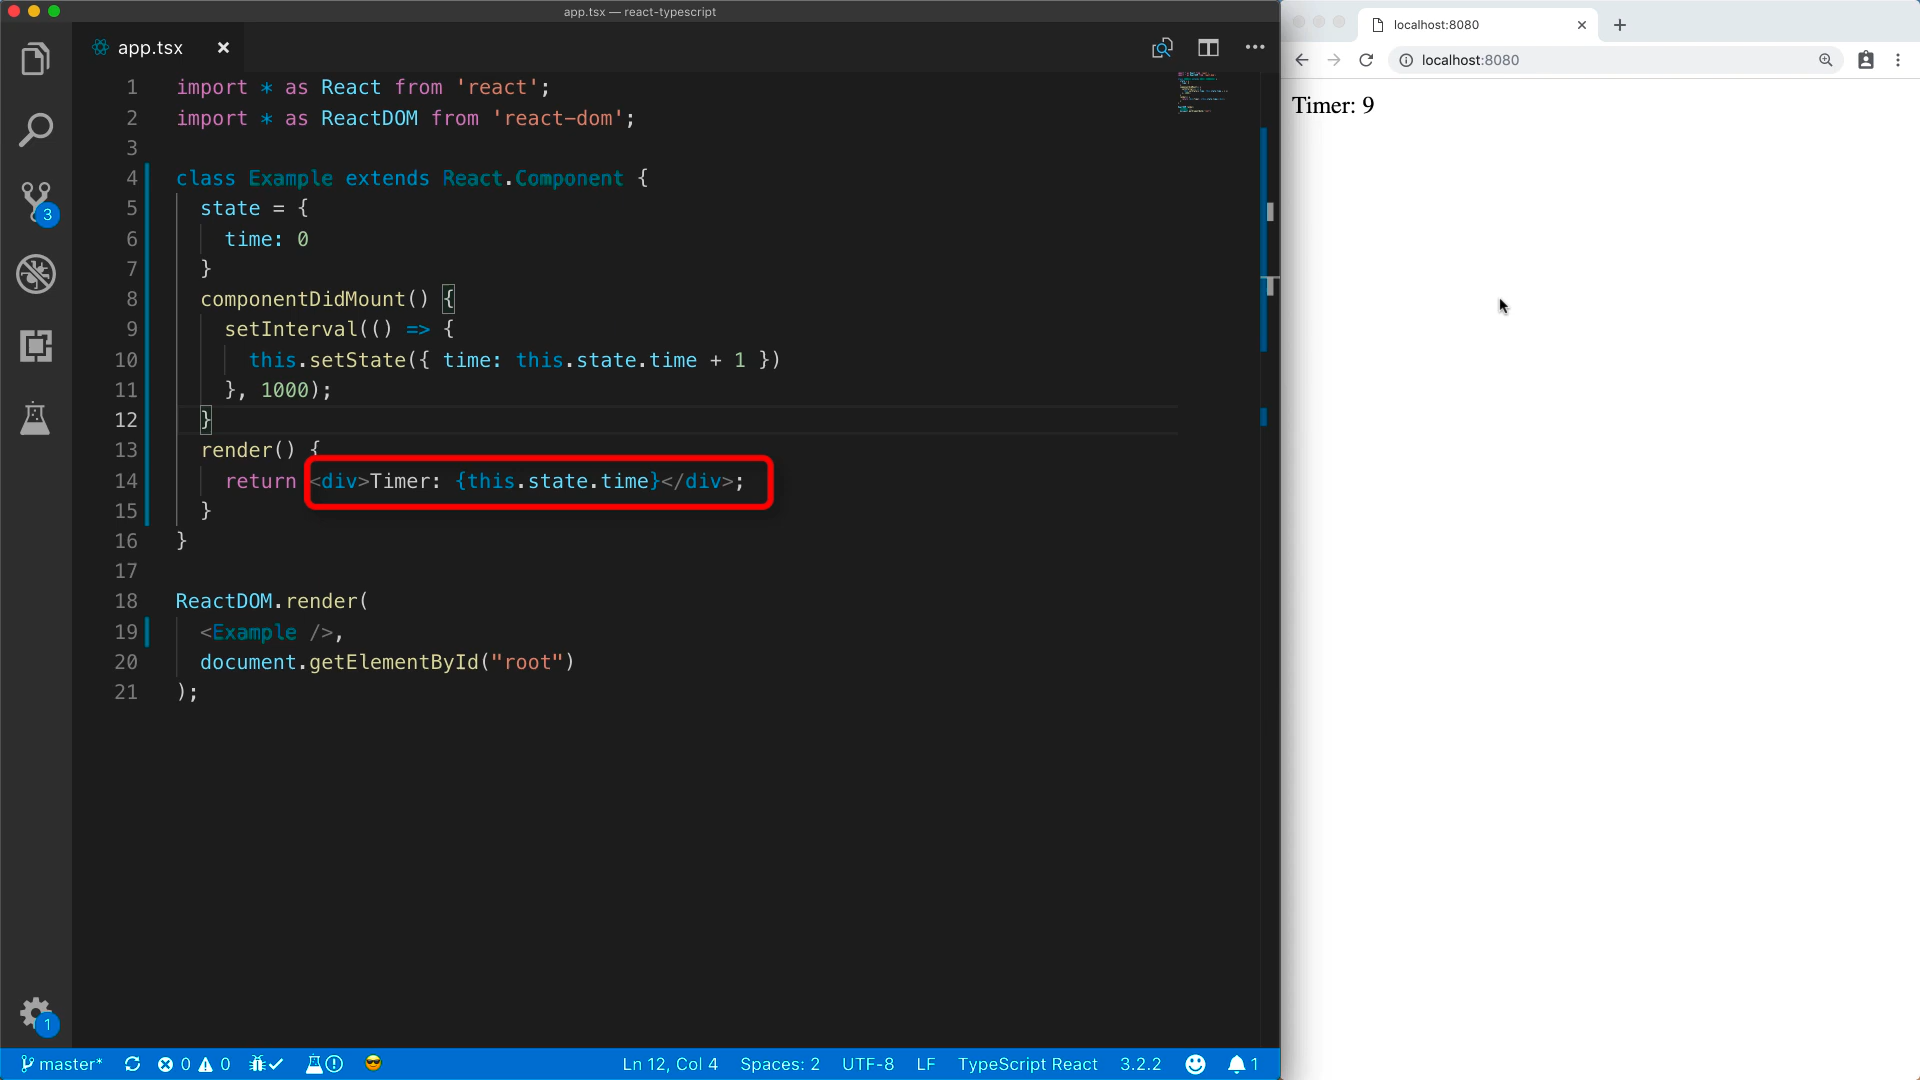 app.tsx — react-typescript
app.tsx
1 import * as React from 'react';
2 import * as ReactDOM from 'react-dom';
3
4 class Example extends React.Component {
5 state = {
6 time: 0
7 }
8 componentDidMount() {
9 setInterval(() => {
10 this.setState({ time: this.state.time + 1 })
11 }, 1000);
12 }
13 render() {
14 return <div>Timer: {this.state.time}</div>;
15 }
16 }
17
18 ReactDOM.render(
19 <Example />,
20 document.getElementById("root")
21 );
3
1
master* 0 0 Ln 12, Col 4 Spaces: 2 UTF-8 LF TypeScript React 3.2.2 1
localhost:8080
localhost:8080
Timer: 9